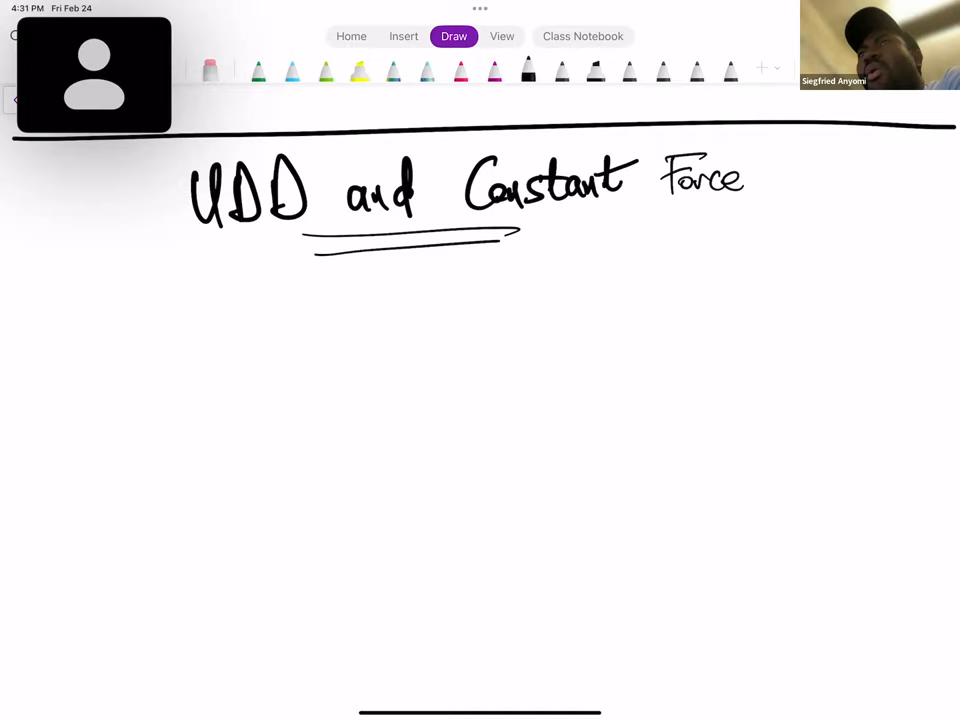 4:31 PM Fri Feb 24
Home Insert Draw View Class Notebook
Siegfried Anyomi
UDD and Constant Force